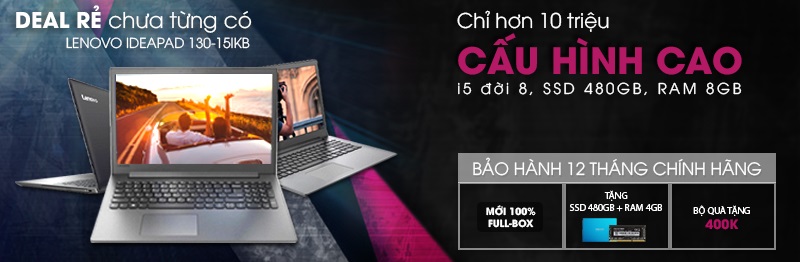 DEAL RẺ chưa từng có
LENOVO IDEAPAD 130-15IKB
Chỉ hơn 10 triệu
CẤU HÌNH CAO
i5 đời 8, SSD 480GB, RAM 8GB
Lenovo
BẢO HÀNH 12 THÁNG CHÍNH HÃNG
MỚI 100%
FULL-BOX
TẶNG
SSD 480GB + RAM 4GB
BỘ QUÀ TẶNG
400K